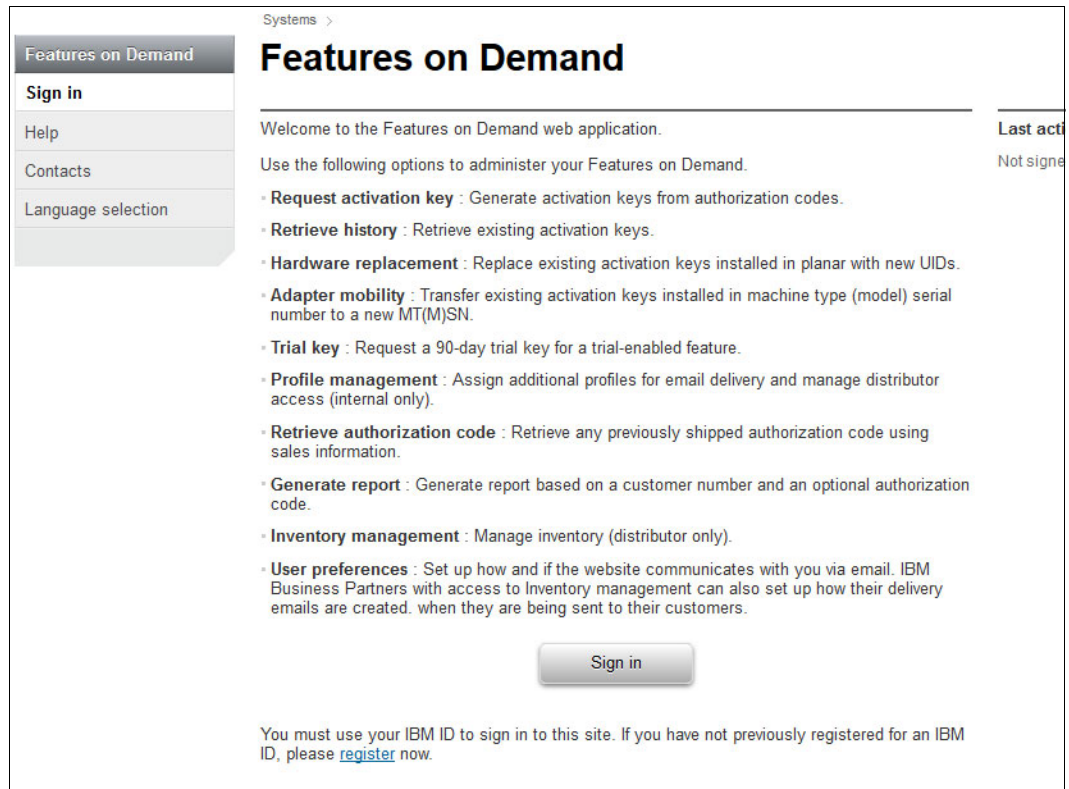 Systems >
Features on Demand
Sign in
Help
Contacts
Language selection
Features on Demand
Welcome to the Features on Demand web application.
Use the following options to administer your Features on Demand.
Request activation key : Generate activation keys from authorization codes.
Retrieve history : Retrieve existing activation keys.
Hardware replacement : Replace existing activation keys installed in planar with new UIDs.
Adapter mobility : Transfer existing activation keys installed in machine type (model) serial
number to a new MT(M)SN.
Trial key : Request a 90-day trial key for a trial-enabled feature.
Profile management : Assign additional profiles for email delivery and manage distributor
access (internal only).
Retrieve authorization code : Retrieve any previously shipped authorization code using
sales information.
Generate report : Generate report based on a customer number and an optional authorization
code.
Inventory management : Manage inventory (distributor only).
User preferences : Set up how and if the website communicates with you via email. IBM
Business Partners with access to Inventory management can also set up how their delivery
emails are created. when they are being sent to their customers.
Sign in
You must use your IBM ID to sign in to this site. If you have not previously registered for an IBM
ID, please register now.
Last acti
Not signe